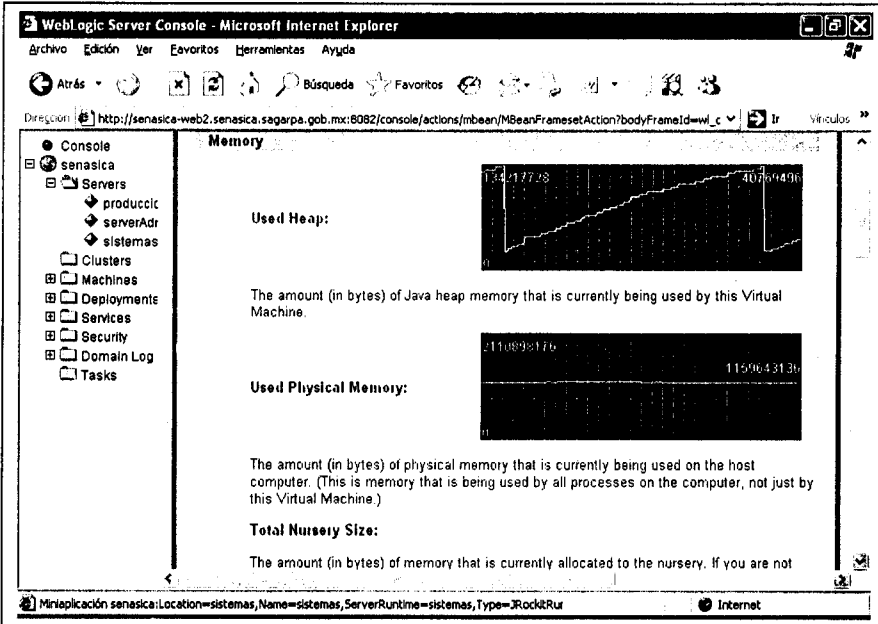 WebLogic Server Console - Microsoft Internet Explorer
Archivo Edición Ver Favoritos Herramientas Ayuda
Atrás Búsqueda Favoritos
Dirección http://senasica-web2.senasica.sagarpa.gob.mx:8082/console/actions/mbean/MBeanFramesetAction?bodyFrameId=wl_c Ir Vínculos »
Console
senasica
Servers
producció
serverAdr
sistemas
Clusters
Machines
Deployments
Services
Security
Domain Log
Tasks
Memory
134217728 40769496
Used Heap:
0
The amount (in bytes) of Java heap memory that is currently being used by this Virtual
Machine.
2110898176
1159643136
Used Physical Memory:
0
The amount (in bytes) of physical memory that is currently being used on the host
computer. (This is memory that is being used by all processes on the computer, not just by
this Virtual Machine.)
Total Nursery Size:
The amount (in bytes) of memory that is currently allocated to the nursery. If you are not
Miniaplicación senasica:Location=sistemas,Name=sistemas,ServerRuntime=sistemas,Type=JRockitRur Internet